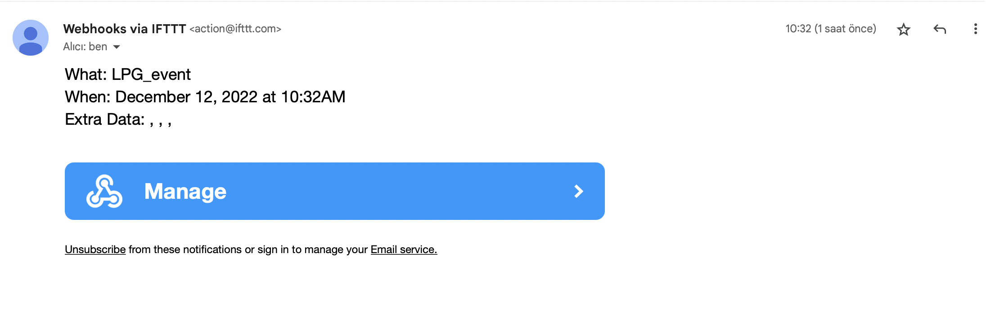 Webhooks via IFTTT <action@ifttt.com>
10:32 (1 saat önce)
Alıcı: ben
What: LPG_event
When: December 12, 2022 at 10:32AM
Extra Data: , , ,
Manage
Unsubscribe from these notifications or sign in to manage your Email service.